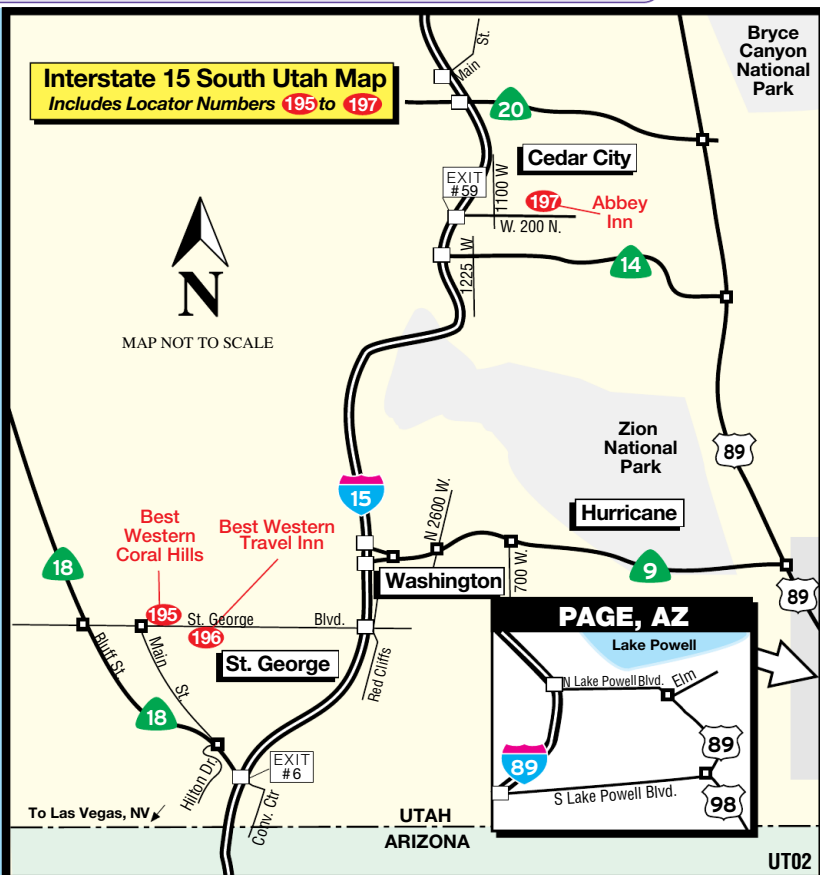 Interstate 15 South Utah Map
Includes Locator Numbers 195 to 197
Bryce
Canyon
National
Park
Main St.
20
Cedar City
EXIT
#59
1100 W
197
Abbey
Inn
W. 200 N.
1225 W
14
N
MAP NOT TO SCALE
Zion
National
Park
89
15
Hurricane
N 2600 W.
700 W.
9
89
Best
Western
Coral Hills
Best Western
Travel Inn
18
Washington
195
St. George Blvd.
196
St. George
Bluff St.
Main St.
Red Cliffs
18
Hilton Dr.
EXIT
#6
Conv. Ctr
To Las Vegas, NV
UTAH
ARIZONA
PAGE, AZ
Lake Powell
N Lake Powell Blvd.
Elm
89
89
S Lake Powell Blvd.
98
UT02